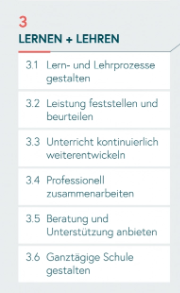 3
LERNEN + LEHREN
3.1 Lern- und Lehrprozesse
gestalten
3.2 Leistung feststellen und
beurteilen
3.3 Unterricht kontinuierlich
weiterentwickeln
3.4 Professionell
zusammenarbeiten
3.5 Beratung und
Unterstützung anbieten
3.6 Ganztägige Schule
gestalten